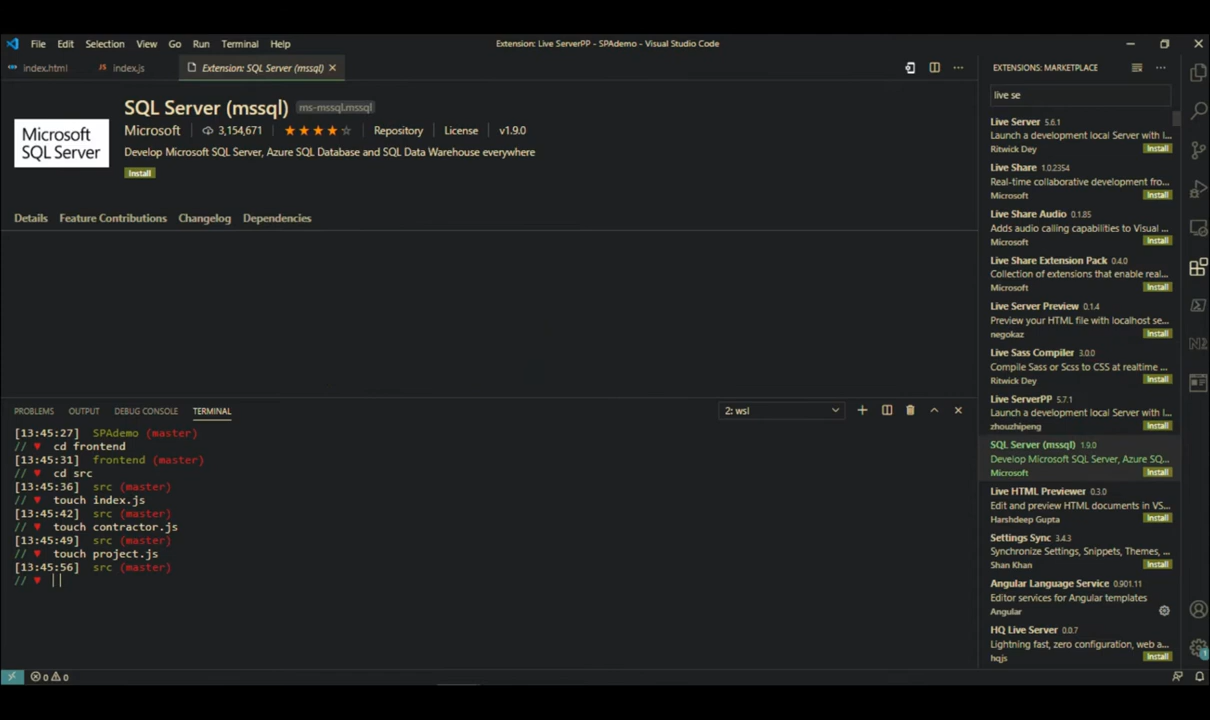 File Edit Selection View Go Run Terminal Help
Extension: Live ServerPP - SPAdemo - Visual Studio Code
index.html
JS index.js
Extension: SQL Server (mssql)
SQL Server (mssql) ms-mssql.mssql
Microsoft 3,154,671 Repository License v1.9.0
Develop Microsoft SQL Server, Azure SQL Database and SQL Data Warehouse everywhere
Install
Microsoft
SQL Server
Details Feature Contributions Changelog Dependencies
PROBLEMS OUTPUT DEBUG CONSOLE TERMINAL
2: wsl
[13:45:27] SPAdemo (master)
// ♥ cd frontend
[13:45:31] frontend (master)
// ♥ cd src
[13:45:36] src (master)
// ♥ touch index.js
[13:45:42] src (master)
// ♥ touch contractor.js
[13:45:49] src (master)
// ♥ touch project.js
[13:45:56] src (master)
// ♥
EXTENSIONS: MARKETPLACE
live se
Live Server 5.6.1
Launch a development local Server with l...
Ritwick Dey Install
Live Share 1.0.2354
Real-time collaborative development fro...
Microsoft Install
Live Share Audio 0.1.85
Adds audio calling capabilities to Visual ...
Microsoft Install
Live Share Extension Pack 0.4.0
Collection of extensions that enable real...
Microsoft Install
Live Server Preview 0.1.4
Preview your HTML file with localhost se...
negokaz Install
Live Sass Compiler 3.0.0
Compile Sass or Scss to CSS at realtime ...
Ritwick Dey Install
Live ServerPP 5.7.1
Launch a development local Server with l...
zhouzhipeng Install
SQL Server (mssql) 1.9.0
Develop Microsoft SQL Server, Azure SQ...
Microsoft Install
Live HTML Previewer 0.3.0
Edit and preview HTML documents in VS...
Harshdeep Gupta Install
Settings Sync 3.4.3
Synchronize Settings, Snippets, Themes, ...
Shan Khan Install
Angular Language Service 0.901.11
Editor services for Angular templates
Angular
HQ Live Server 0.0.7
Lightning fast, zero configuration, web a...
hqjs Install
0 0
1